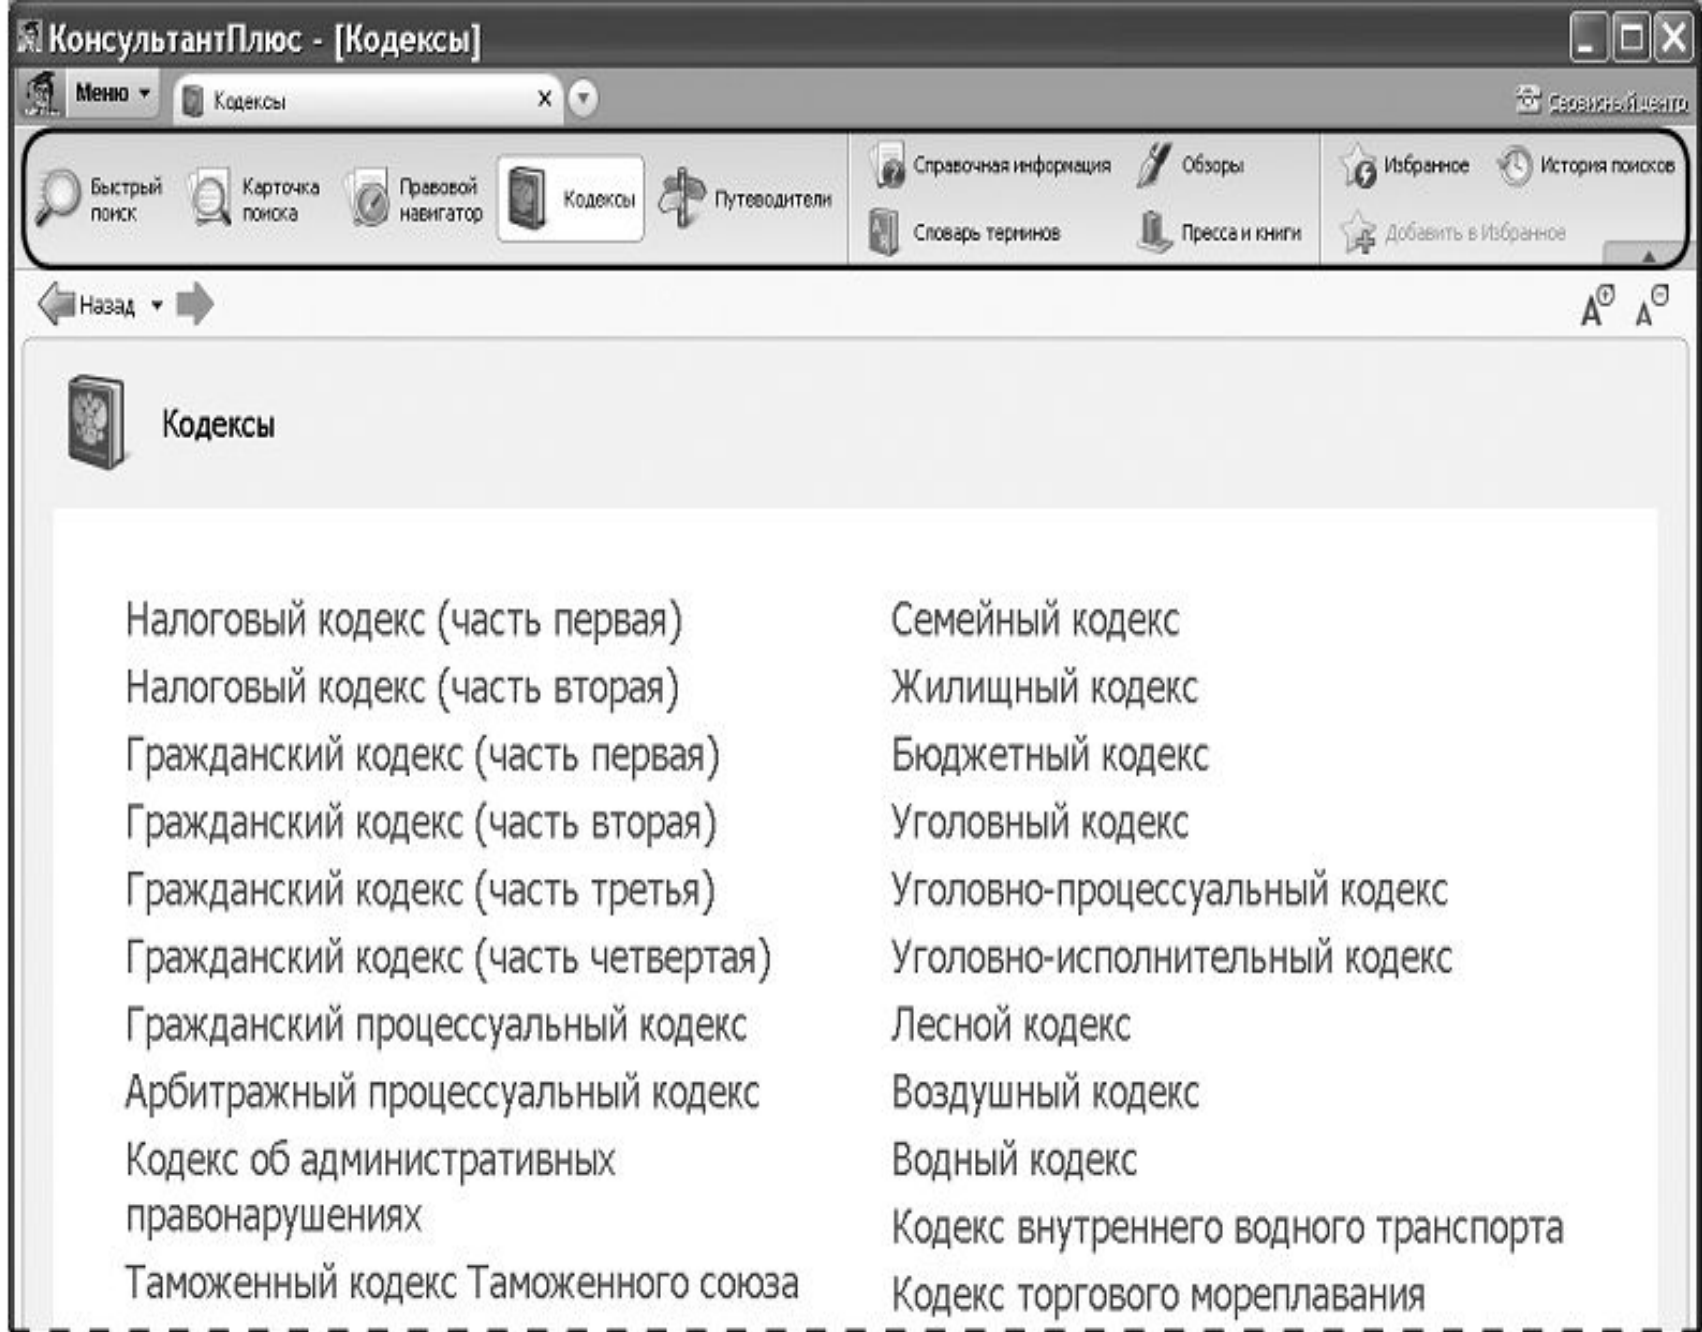 КонсультантПлюс - [Кодексы]
Меню
Кодексы
Сервисный центр
Быстрый
поиск
Карточка
поиска
Правовой
навигатор
Кодексы
Путеводители
Справочная информация
Обзоры
Словарь терминов
Пресса и книги
Избранное
История поисков
Добавить в Избранное
Назад
A
A
Кодексы
Налоговый кодекс (часть первая)
Налоговый кодекс (часть вторая)
Гражданский кодекс (часть первая)
Гражданский кодекс (часть вторая)
Гражданский кодекс (часть третья)
Гражданский кодекс (часть четвертая)
Гражданский процессуальный кодекс
Арбитражный процессуальный кодекс
Кодекс об административных
правонарушениях
Таможенный кодекс Таможенного союза
Семейный кодекс
Жилищный кодекс
Бюджетный кодекс
Уголовный кодекс
Уголовно-процессуальный кодекс
Уголовно-исполнительный кодекс
Лесной кодекс
Воздушный кодекс
Водный кодекс
Кодекс внутреннего водного транспорта
Кодекс торгового мореплавания